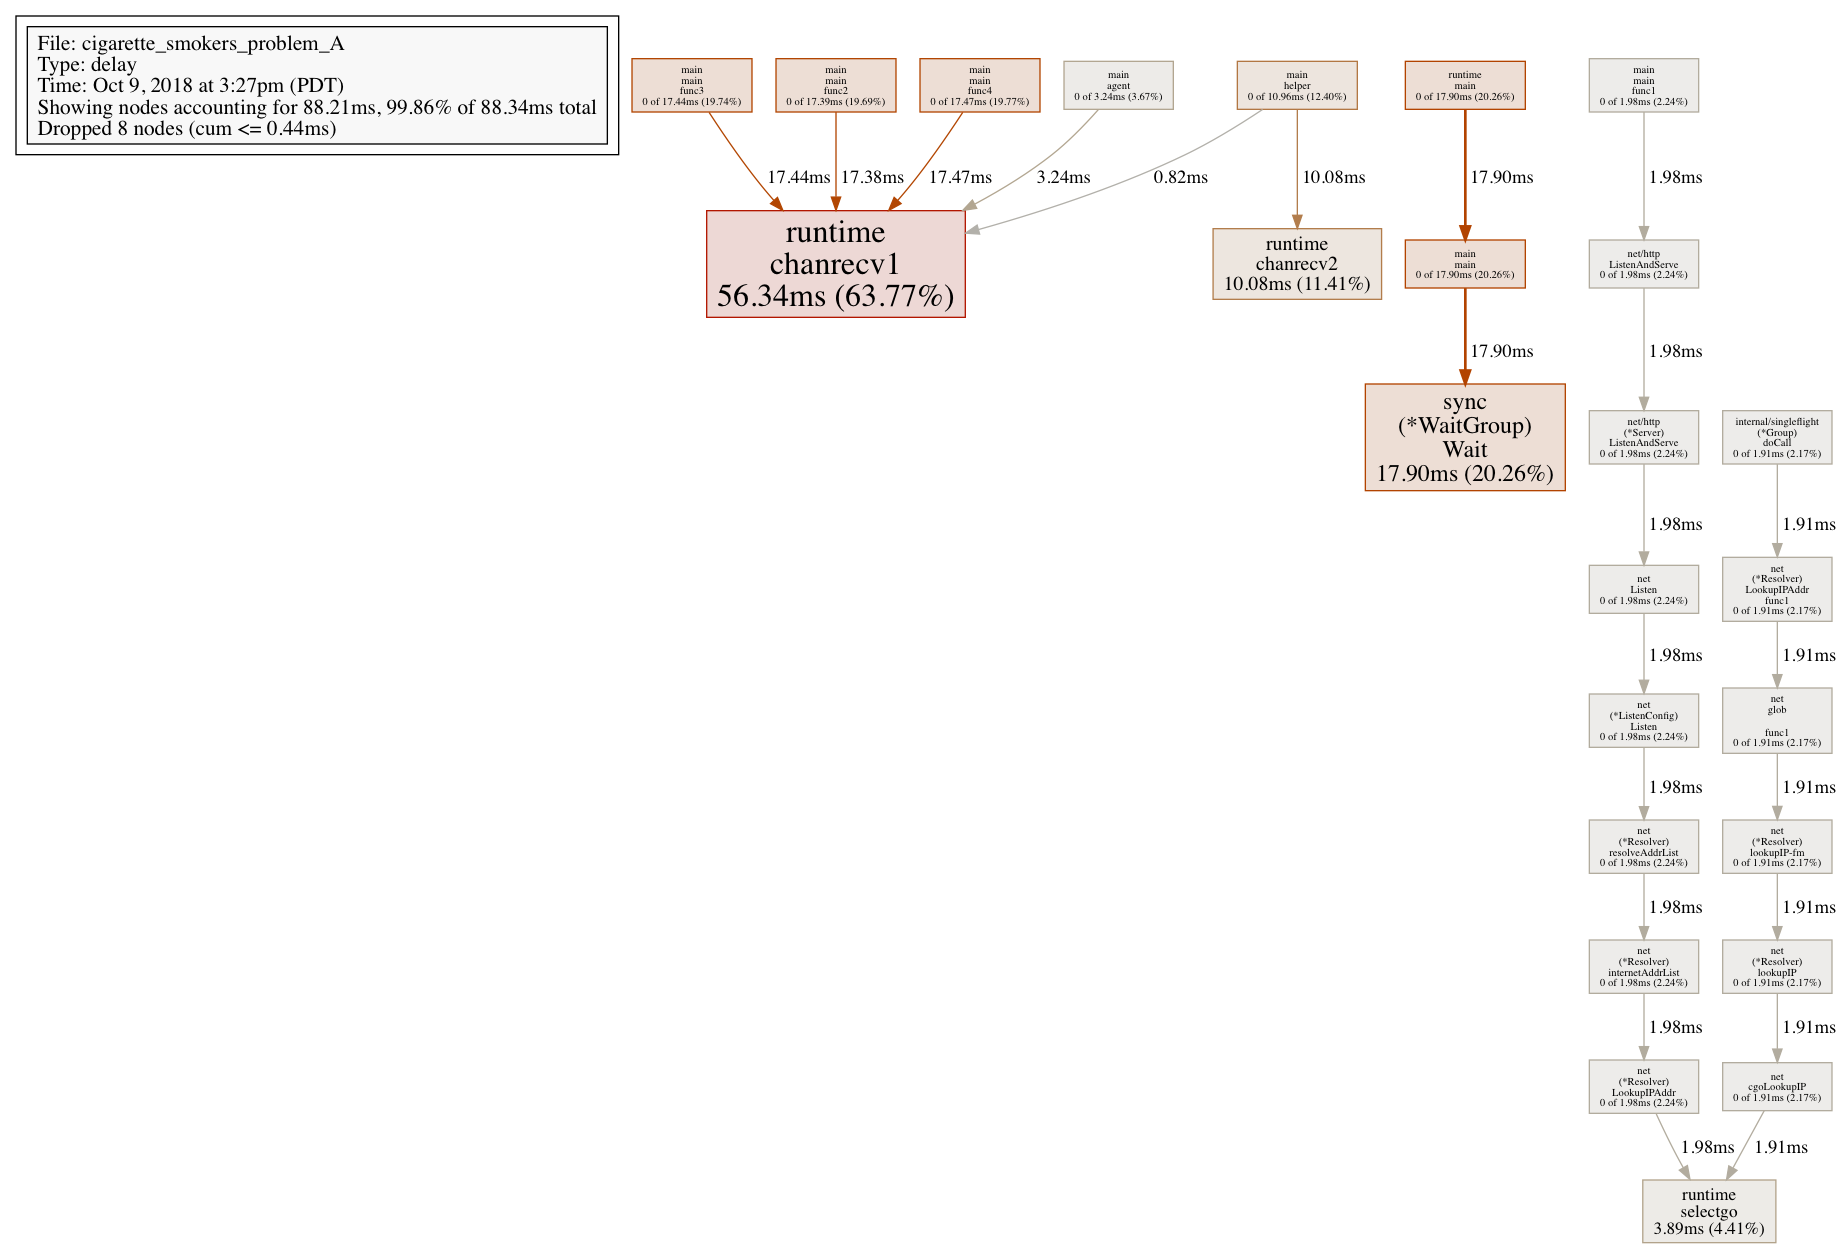 File: cigarette_smokers_problem_A
Type: delay
Time: Oct 9, 2018 at 3:27pm (PDT)
Showing nodes accounting for 88.21ms, 99.86% of 88.34ms total
Dropped 8 nodes (cum <= 0.44ms)
main
main
func3
0 of 17.44ms (19.74%)
main
main
func2
0 of 17.39ms (19.69%)
main
main
func4
0 of 17.47ms (19.77%)
main
agent
0 of 3.24ms (3.67%)
main
helper
0 of 10.96ms (12.40%)
runtime
main
0 of 17.90ms (20.26%)
main
main
func1
0 of 1.98ms (2.24%)
17.44ms
17.38ms
17.47ms
3.24ms
0.82ms
10.08ms
17.90ms
1.98ms
runtime
chanrecv1
56.34ms (63.77%)
runtime
chanrecv2
10.08ms (11.41%)
main
main
0 of 17.90ms (20.26%)
net/http
ListenAndServe
0 of 1.98ms (2.24%)
17.90ms
1.98ms
sync
(*WaitGroup)
Wait
17.90ms (20.26%)
net/http
(*Server)
ListenAndServe
0 of 1.98ms (2.24%)
internal/singleflight
(*Group)
doCall
0 of 1.91ms (2.17%)
1.98ms
1.91ms
net
Listen
0 of 1.98ms (2.24%)
net
(*Resolver)
LookupIPAddr
func1
0 of 1.91ms (2.17%)
1.98ms
1.91ms
net
(*ListenConfig)
Listen
0 of 1.98ms (2.24%)
net
glob
func1
0 of 1.91ms (2.17%)
1.98ms
1.91ms
net
(*Resolver)
resolveAddrList
0 of 1.98ms (2.24%)
net
(*Resolver)
lookupIP-fm
0 of 1.91ms (2.17%)
1.98ms
1.91ms
net
(*Resolver)
internetAddrList
0 of 1.98ms (2.24%)
net
(*Resolver)
lookupIP
0 of 1.91ms (2.17%)
1.98ms
1.91ms
net
(*Resolver)
LookupIPAddr
0 of 1.98ms (2.24%)
net
cgoLookupIP
0 of 1.91ms (2.17%)
1.98ms
1.91ms
runtime
selectgo
3.89ms (4.41%)